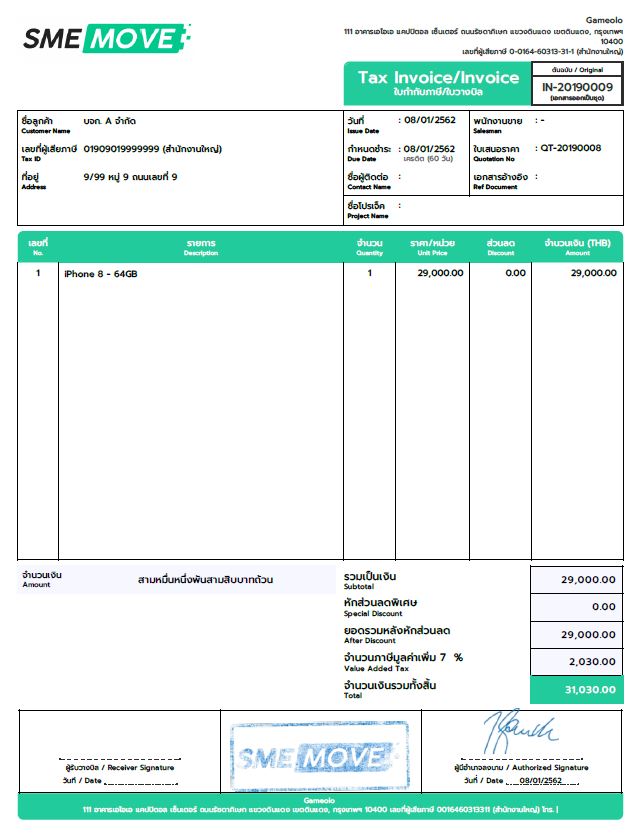 SME MOVE
Gameolo
111 อาคารเอไอเอ แคปปิตอล เซ็นเตอร์ ถนนรัชดาภิเษก แขวงดินแดง เขตดินแดง, กรุงเทพฯ
10400
เลขที่ผู้เสียภาษี 0-0164-60313-31-1 (สำนักงานใหญ่)
Tax Invoice/Invoice
ใบกำกับภาษี/ใบวางบิล
ต้นฉบับ / Original
IN-20190009
(เอกสารออกเป็นชุด)
ชื่อลูกค้า บจก. A จำกัด
Customer Name
เลขที่ผู้เสียภาษี 01909019999999 (สำนักงานใหญ่)
Tax ID
ที่อยู่ 9/99 หมู่ 9 ถนนเลขที่ 9
Address
วันที่ : 08/01/2562
Issue Date
กำหนดชำระ : 08/01/2562
Due Date เครดิต (60 วัน)
ชื่อผู้ติดต่อ :
Contact Name
ชื่อโปรเจ็ค :
Project Name
พนักงานขาย : -
Salesman
ใบเสนอราคา : QT-20190008
Quotation No
เอกสารอ้างอิง :
Ref Document
เลขที่ รายการ จำนวน ราคา/หน่วย ส่วนลด จำนวนเงิน (THB)
No. Description Quantity Unit Price Discount Amount
1 iPhone 8 - 64GB 1 29,000.00 0.00 29,000.00
จำนวนเงิน สามหมื่นหนึ่งพันสามสิบบาทถ้วน
Amount
รวมเป็นเงิน 29,000.00
Subtotal
หักส่วนลดพิเศษ 0.00
Special Discount
ยอดรวมหลังหักส่วนลด 29,000.00
After Discount
จำนวนภาษีมูลค่าเพิ่ม 7 % 2,030.00
Value Added Tax
จำนวนเงินรวมทั้งสิ้น 31,030.00
Total
ผู้รับวางบิล / Receiver Signature
วันที่ / Date
SME MOVE
ผู้มีอำนาจลงนาม / Authorized Signature
วันที่ / Date 08/01/2562
Gameolo
111 อาคารเอไอเอ แคปปิตอล เซ็นเตอร์ ถนนรัชดาภิเษก แขวงดินแดง เขตดินแดง, กรุงเทพฯ 10400 เลขที่ผู้เสียภาษี 0016460313311 (สำนักงานใหญ่) โทร. |